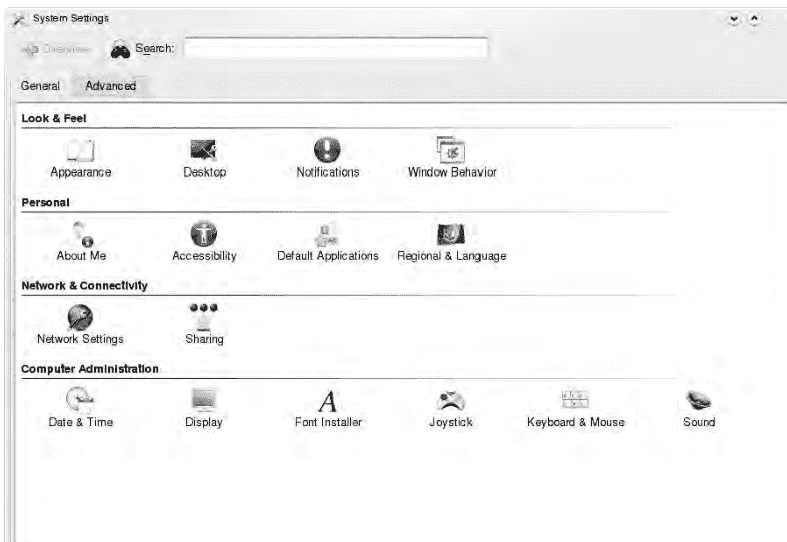 System Settings
Overview Search:
General Advanced
Look & Feel
Appearance Desktop Notifications Window Behavior
Personal
About Me Accessibility Default Applications Regional & Language
Network & Connectivity
Network Settings Sharing
Computer Administration
Date & Time Display Font Installer Joystick Keyboard & Mouse Sound